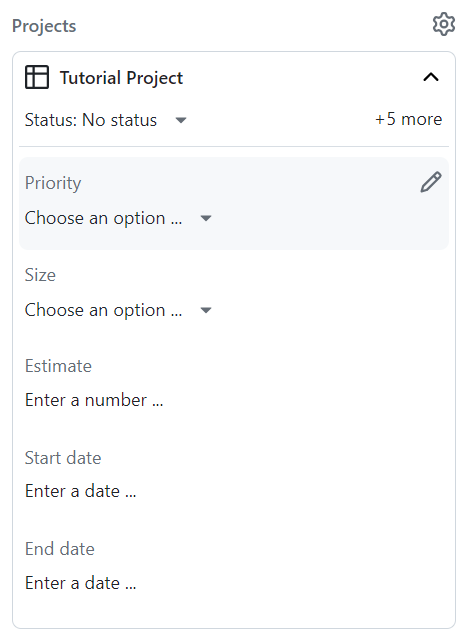 Projects
Tutorial Project
Status: No status +5 more
Priority
Choose an option ...
Size
Choose an option ...
Estimate
Enter a number ...
Start date
Enter a date ...
End date
Enter a date ...